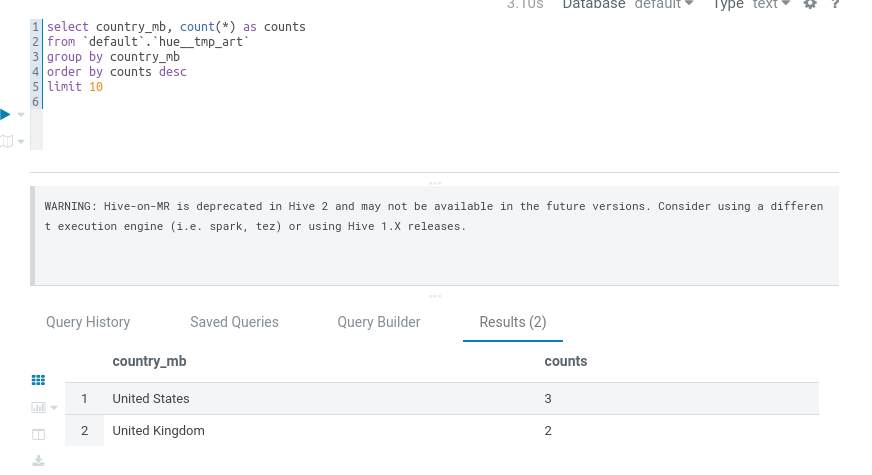 3.10s Database default Type text ?
1 select country_mb, count(*) as counts
2 from `default`.`hue__tmp_art`
3 group by country_mb
4 order by counts desc
5 limit 10
6
WARNING: Hive-on-MR is deprecated in Hive 2 and may not be available in the future versions. Consider using a differen
t execution engine (i.e. spark, tez) or using Hive 1.X releases.
Query History Saved Queries Query Builder Results (2)
country_mb counts
1 United States 3
2 United Kingdom 2